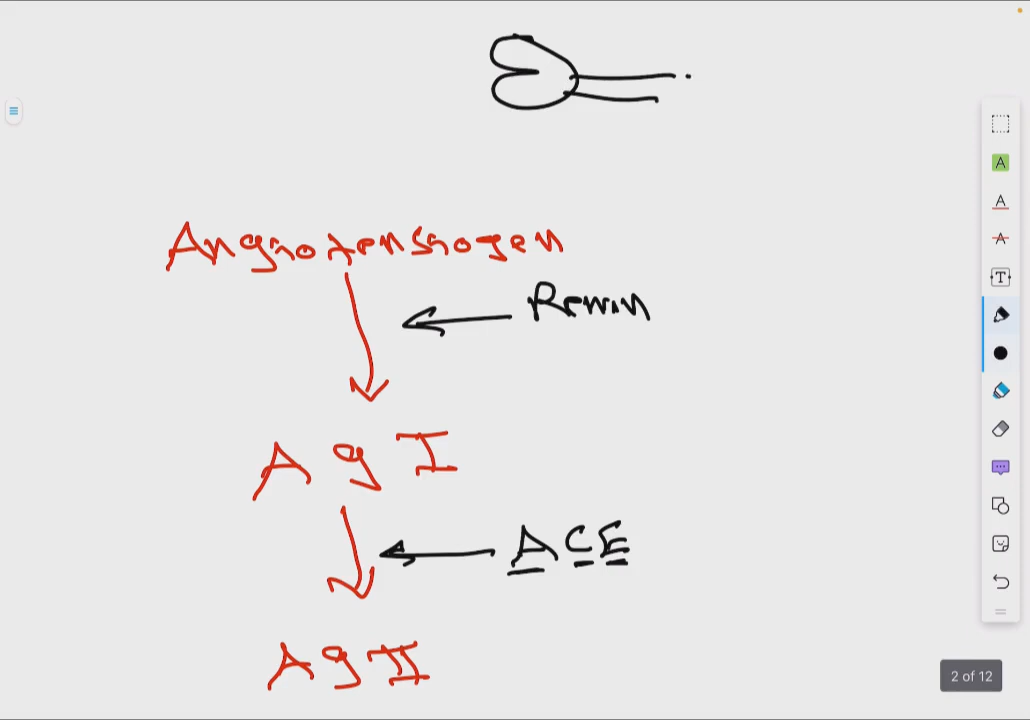 Angiotensinogen
Renin
Ag I
ACE
Ag II
2 of 12